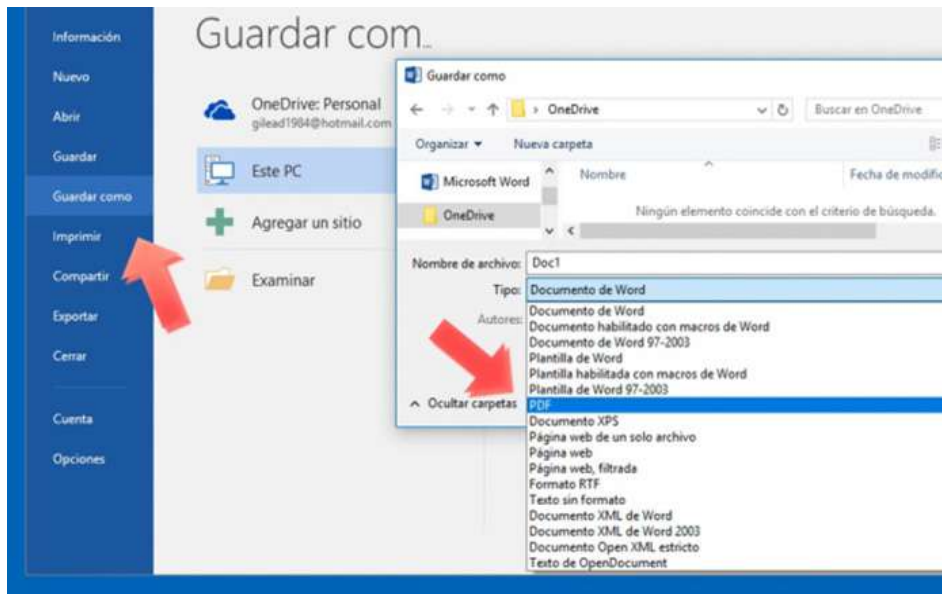 Información
Nuevo
Abrir
Guardar
Guardar como
Imprimir
Compartir
Exportar
Cerrar
Cuenta
Opciones
Guardar com...
OneDrive: Personal
gilead1984@hotmail.com
Este PC
Agregar un sitio
Examinar
Guardar como
OneDrive
Buscar en OneDrive
Organizar
Nueva carpeta
Microsoft Word
OneDrive
Nombre
Fecha de modific
Ningún elemento coincide con el criterio de búsqueda.
Nombre de archivo: Doc1
Tipo: Documento de Word
Autores:
Documento de Word
Documento habilitado con macros de Word
Documento de Word 97-2003
Plantilla de Word
Plantilla habilitada con macros de Word
Plantilla de Word 97-2003
PDF
Documento XPS
Página web de un solo archivo
Página web
Página web, filtrada
Formato RTF
Texto sin formato
Documento XML de Word
Documento XML de Word 2003
Documento Open XML estricto
Texto de OpenDocument
Ocultar carpetas